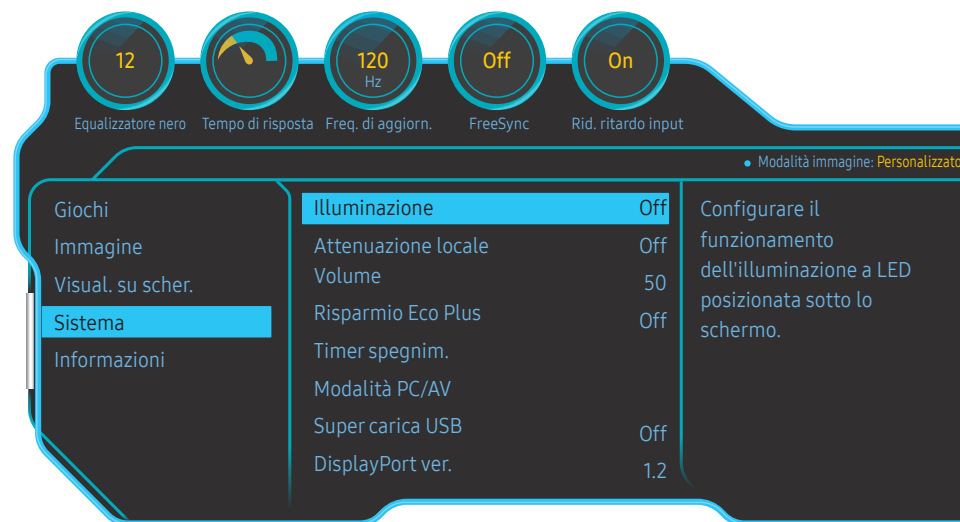 12
120
Hz
Off
On
Equalizzatore nero
Tempo di risposta
Freq. di aggiorn.
FreeSync
Rid. ritardo input
Modalità immagine: Personalizzato
Giochi
Immagine
Visual. su scher.
Sistema
Informazioni
Illuminazione Off
Attenuazione locale Off
Volume 50
Risparmio Eco Plus Off
Timer spegnim.
Modalità PC/AV
Super carica USB Off
DisplayPort ver. 1.2
Configurare il
funzionamento
dell'illuminazione a LED
posizionata sotto lo
schermo.